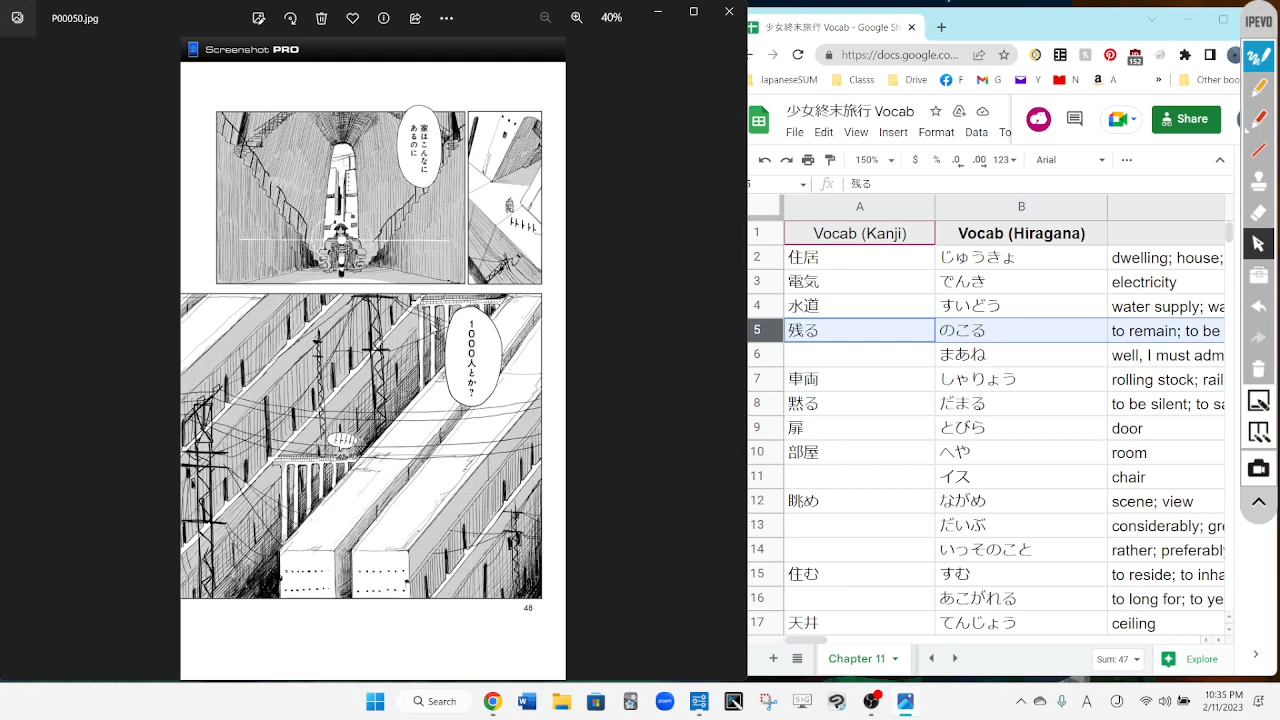 P00050.jpg
40%
Screenshot PRO
家はこんなに
あるのに
1000人とか?
48
少女終末旅行 Vocab - Google Sh
https://docs.google.co...
152
JapaneseSUM
Classs
Drive
F
G
Y
N
A
»
Other boo
少女終末旅行 Vocab
File
Edit
View
Insert
Format
Data
To
Share
150%
$
%
.0
.00
123
Arial
残る
A
B
1 Vocab (Kanji) Vocab (Hiragana)
2 住居 じゅうきょ dwelling; house;
3 電気 でんき electricity
4 水道 すいどう water supply; wa
5 残る のこる to remain; to be
6 まあね well, I must adm
7 車両 しゃりょう rolling stock; rail
8 黙る だまる to be silent; to sa
9 扉 とびら door
10 部屋 へや room
11 イス chair
12 眺め ながめ scene; view
13 だいぶ considerably; gre
14 いっそのこと rather; preferably
15 住む すむ to reside; to inha
16 あこがれる to long for; to ye
17 天井 てんじょう ceiling
Chapter 11
Sum: 47
Explore
IPEVO
Search
zoom
A
10:35 PM
2/11/2023